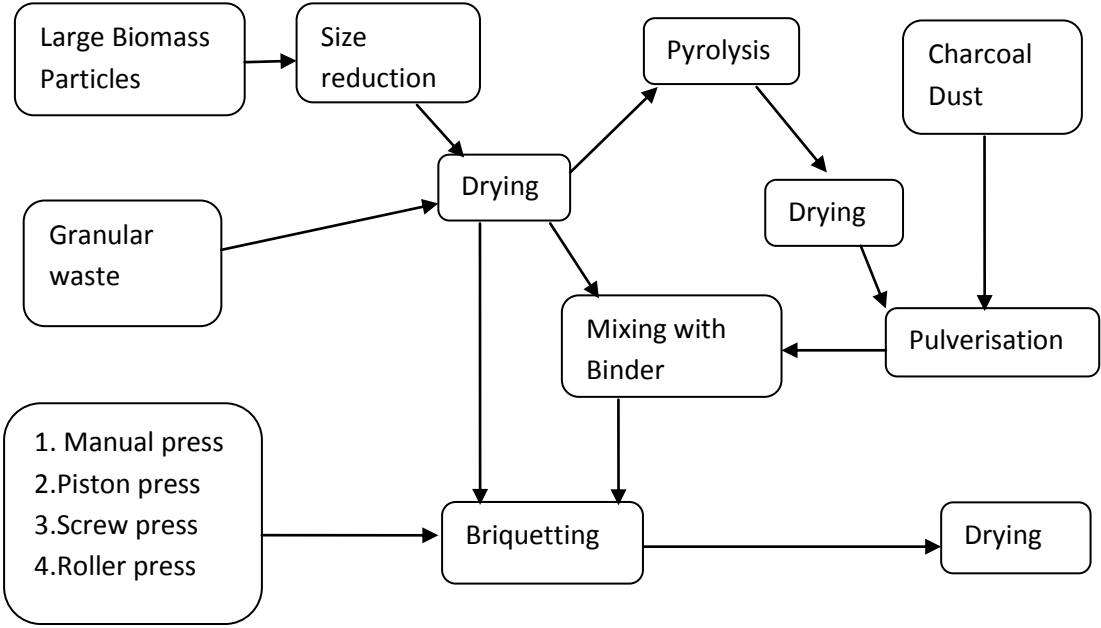 Large Biomass
Particles
Size
reduction
Pyrolysis
Charcoal
Dust
Drying
Drying
Granular
waste
Mixing with
Binder
Pulverisation
1. Manual press
2.Piston press
3.Screw press
4.Roller press
Briquetting
Drying